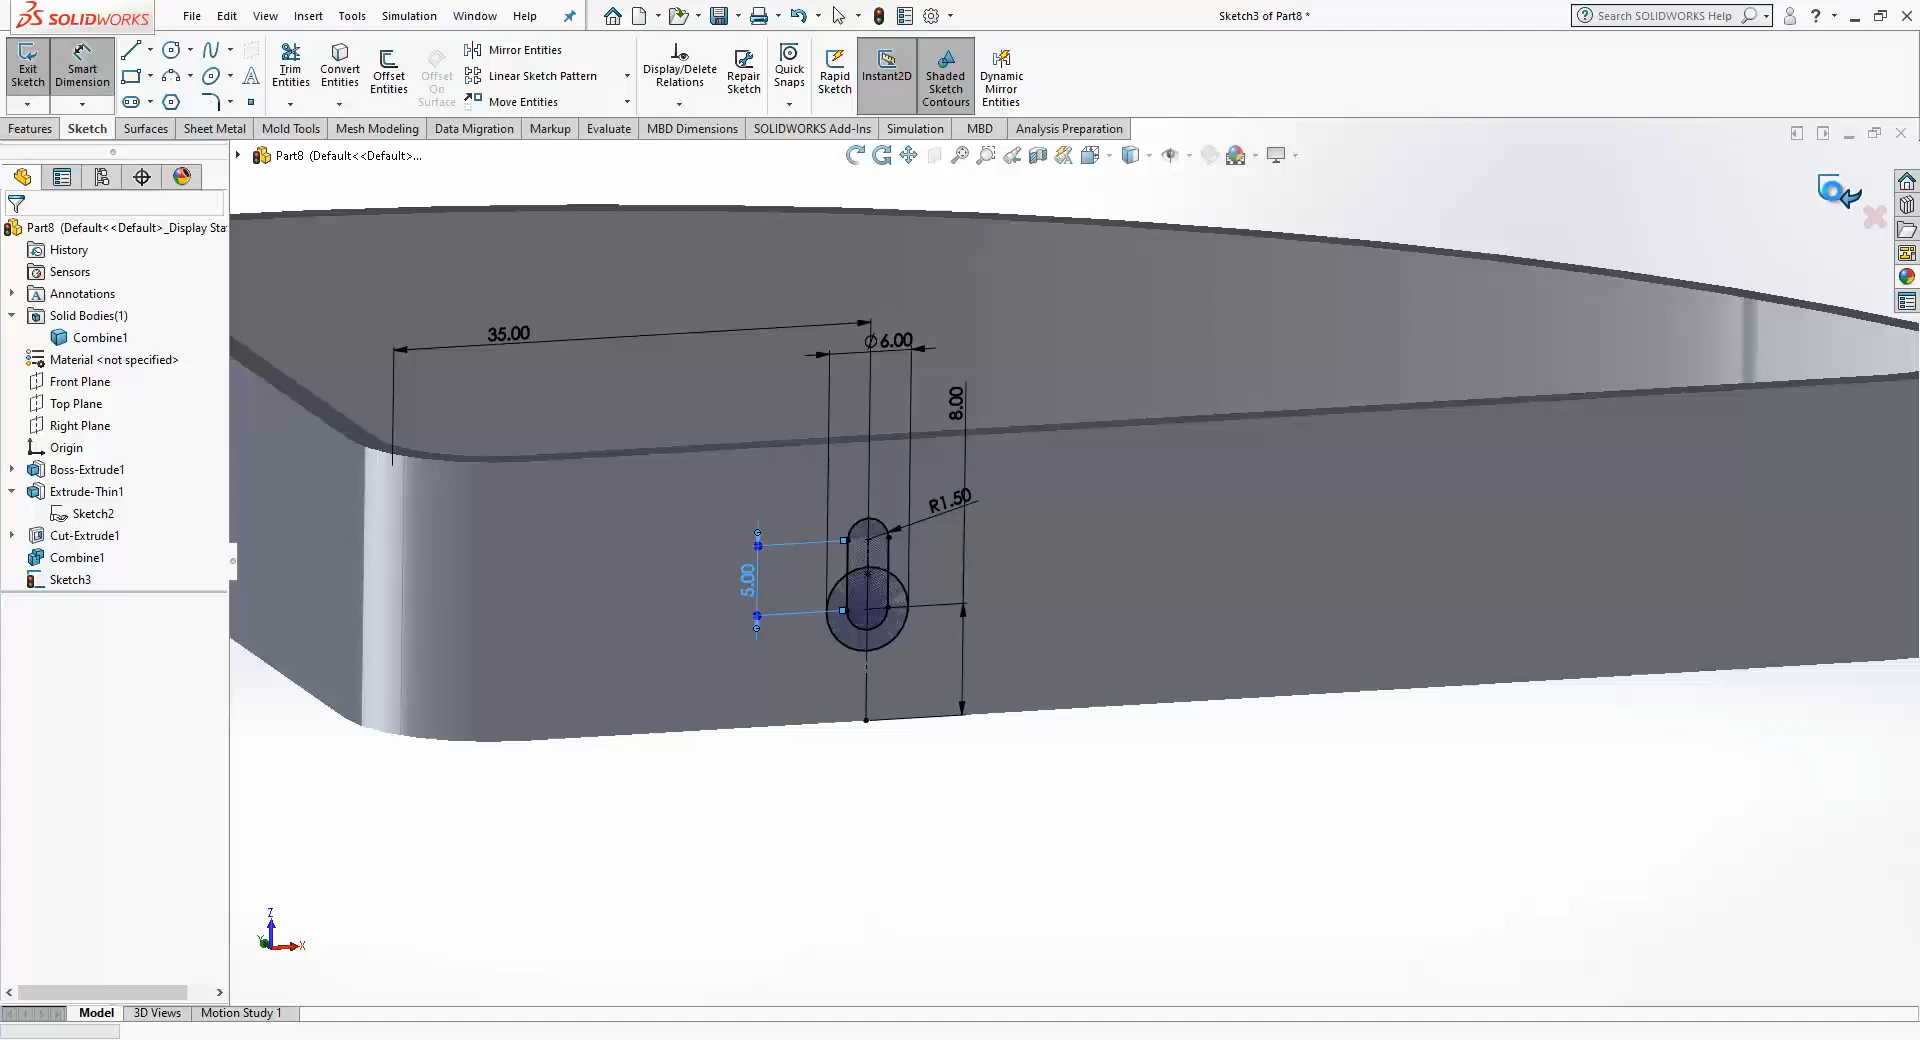 SOLIDWORKS
File Edit View Insert Tools Simulation Window Help
Sketch3 of Part8 *
Search SOLIDWORKS Help
Exit Sketch
Smart Dimension
Trim Entities
Convert Entities
Offset Entities
Offset On Surface
Mirror Entities
Linear Sketch Pattern
Move Entities
Display/Delete Relations
Repair Sketch
Quick Snaps
Rapid Sketch
Instant2D
Shaded Sketch Contours
Dynamic Mirror Entities
Features Sketch Surfaces Sheet Metal Mold Tools Mesh Modeling Data Migration Markup Evaluate MBD Dimensions SOLIDWORKS Add-Ins Simulation MBD Analysis Preparation
Part8 (Default<<Default>...
Part8 (Default<<Default>_Display Sta
History
Sensors
Annotations
Solid Bodies(1)
Combine1
Material <not specified>
Front Plane
Top Plane
Right Plane
Origin
Boss-Extrude1
Extrude-Thin1
Sketch2
Cut-Extrude1
Combine1
Sketch3
35.00
∅6.00
8.00
R1.50
5.00
Z
Y
X
Model 3D Views Motion Study 1